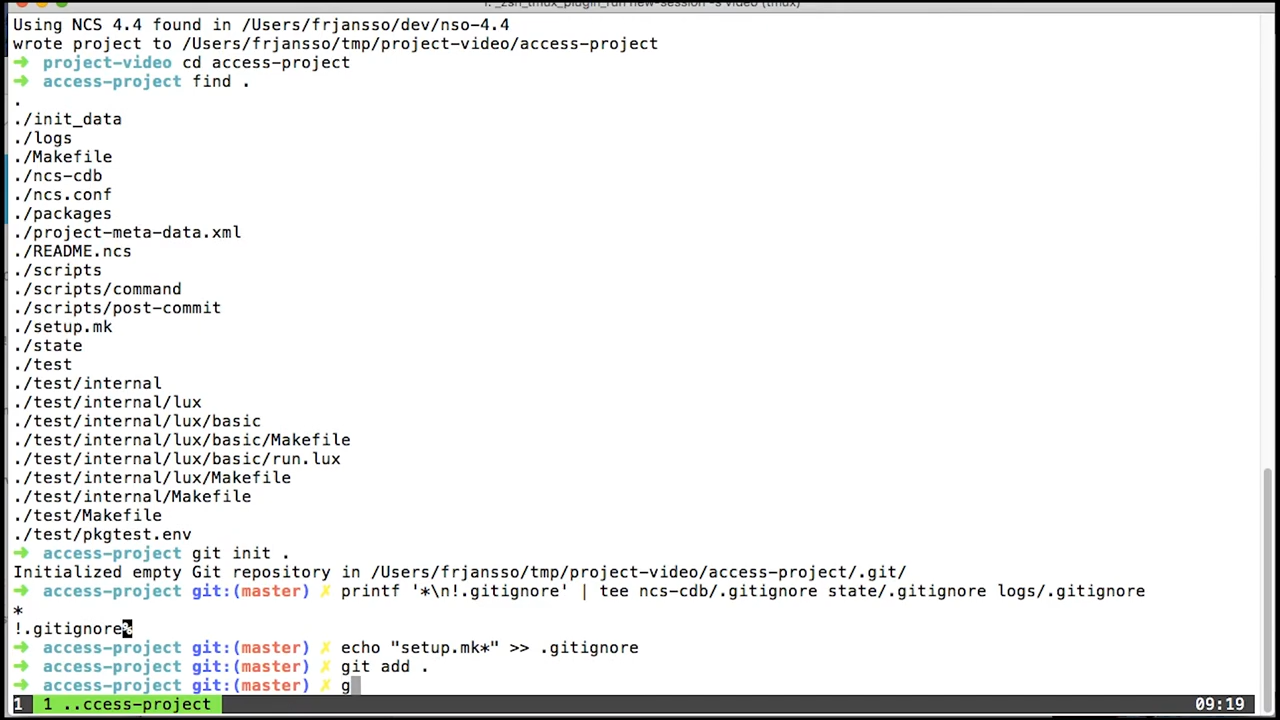 1. _zsh_tmux_plugin_run new-session -s video (tmux)
Using NCS 4.4 found in /Users/frjansso/dev/nso-4.4
wrote project to /Users/frjansso/tmp/project-video/access-project
➜ project-video cd access-project
➜ access-project find .
.
./init_data
./logs
./Makefile
./ncs-cdb
./ncs.conf
./packages
./project-meta-data.xml
./README.ncs
./scripts
./scripts/command
./scripts/post-commit
./setup.mk
./state
./test
./test/internal
./test/internal/lux
./test/internal/lux/basic
./test/internal/lux/basic/Makefile
./test/internal/lux/basic/run.lux
./test/internal/lux/Makefile
./test/internal/Makefile
./test/Makefile
./test/pkgtest.env
➜ access-project git init .
Initialized empty Git repository in /Users/frjansso/tmp/project-video/access-project/.git/
➜ access-project git:(master) ✗ printf '*\n!.gitignore' | tee ncs-cdb/.gitignore state/.gitignore logs/.gitignore
*
!.gitignore%
➜ access-project git:(master) ✗ echo "setup.mk*" >> .gitignore
➜ access-project git:(master) ✗ git add .
➜ access-project git:(master) ✗ g
1 1 ..ccess-project 09:19